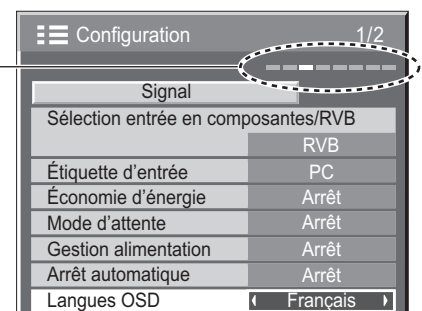 Configuration 1/2
Signal
Sélection entrée en composantes/RVB
RVB
Étiquette d'entrée PC
Économie d'énergie Arrêt
Mode d'attente Arrêt
Gestion alimentation Arrêt
Arrêt automatique Arrêt
Langues OSD Français